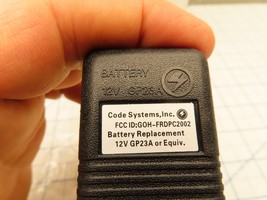 BATTERY
12V GP23A
Code Systems,Inc.
FCC ID:GOH-FRDPC2002
Battery Replacement
12V GP23A or Equiv.